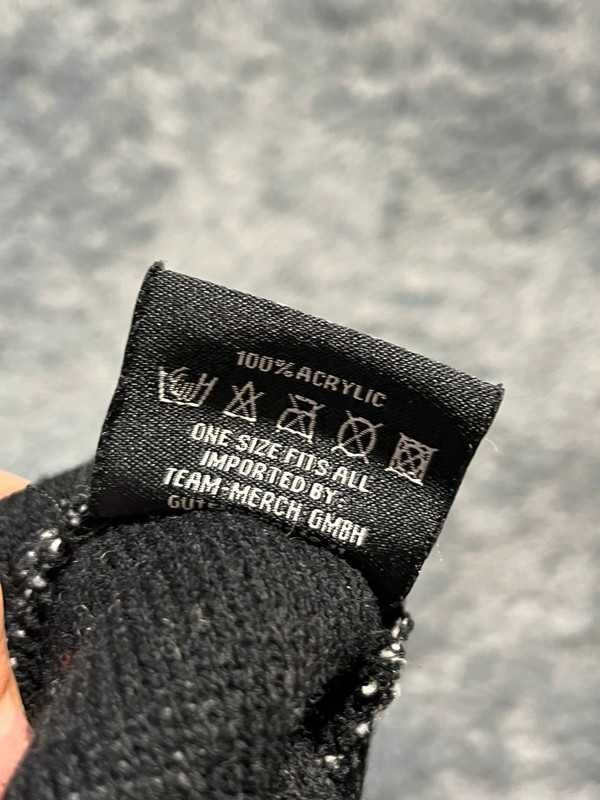 100% ACRYLIC
ONE SIZE FITS ALL
IMPORTED BY:
TEAM-MERCH GMBH